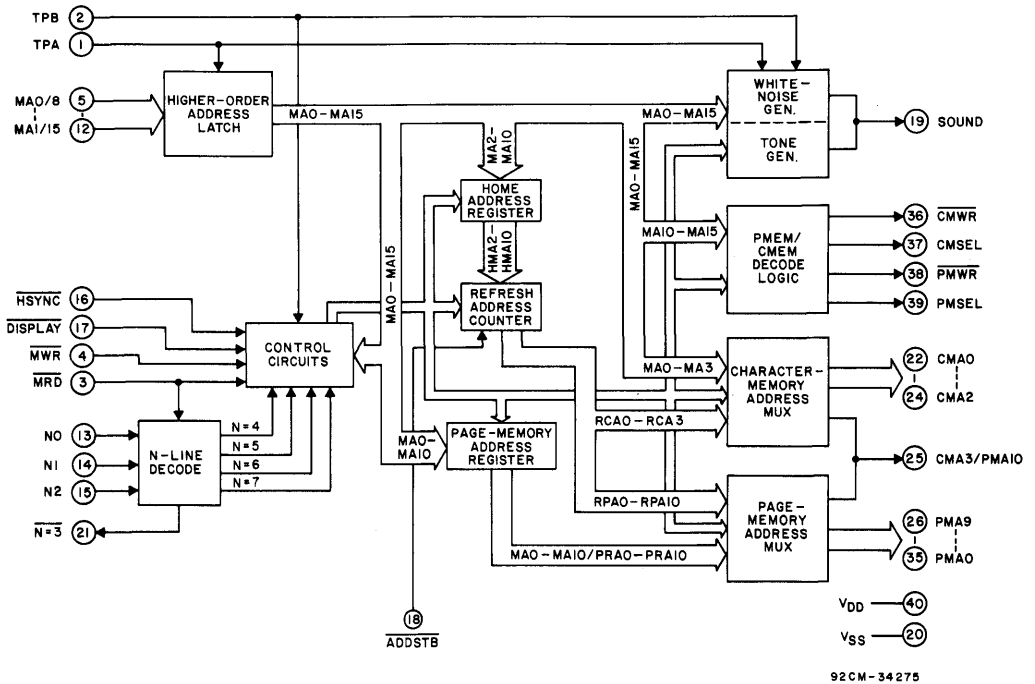 TPB 2
TPA 1
MA0/8 5
MA1/15 12
HIGHER-ORDER
ADDRESS
LATCH
MA0-MA15
MA2-
MA10
MA0-MA15
MA0-MA15
MA0-MA15
WHITE-
NOISE
GEN.
TONE
GEN.
19 SOUND
HOME
ADDRESS
REGISTER
HMA2-
HMA10
REFRESH
ADDRESS
COUNTER
MA10-MA15
PMEM/
CMEM
DECODE
LOGIC
36 CMWR
37 CMSEL
38 PMWR
39 PMSEL
HSYNC 16
DISPLAY 17
MWR 4
MRD 3
CONTROL
CIRCUITS
MA0-MA3
RCA0-RCA3
CHARACTER-
MEMORY
ADDRESS
MUX
22 CMA0
24 CMA2
25 CMA3/PMA10
N0 13
N1 14
N2 15
N=3 21
N-LINE
DECODE
N=4
N=5
N=6
N=7
MA0-
MA10
PAGE-MEMORY
ADDRESS
REGISTER
RPA0-RPA10
MA0-MA10/PRA0-PRA10
PAGE-
MEMORY
ADDRESS
MUX
26 PMA9
35 PMA0
18
ADDSTB
VDD 40
VSS 20
92CM-34275